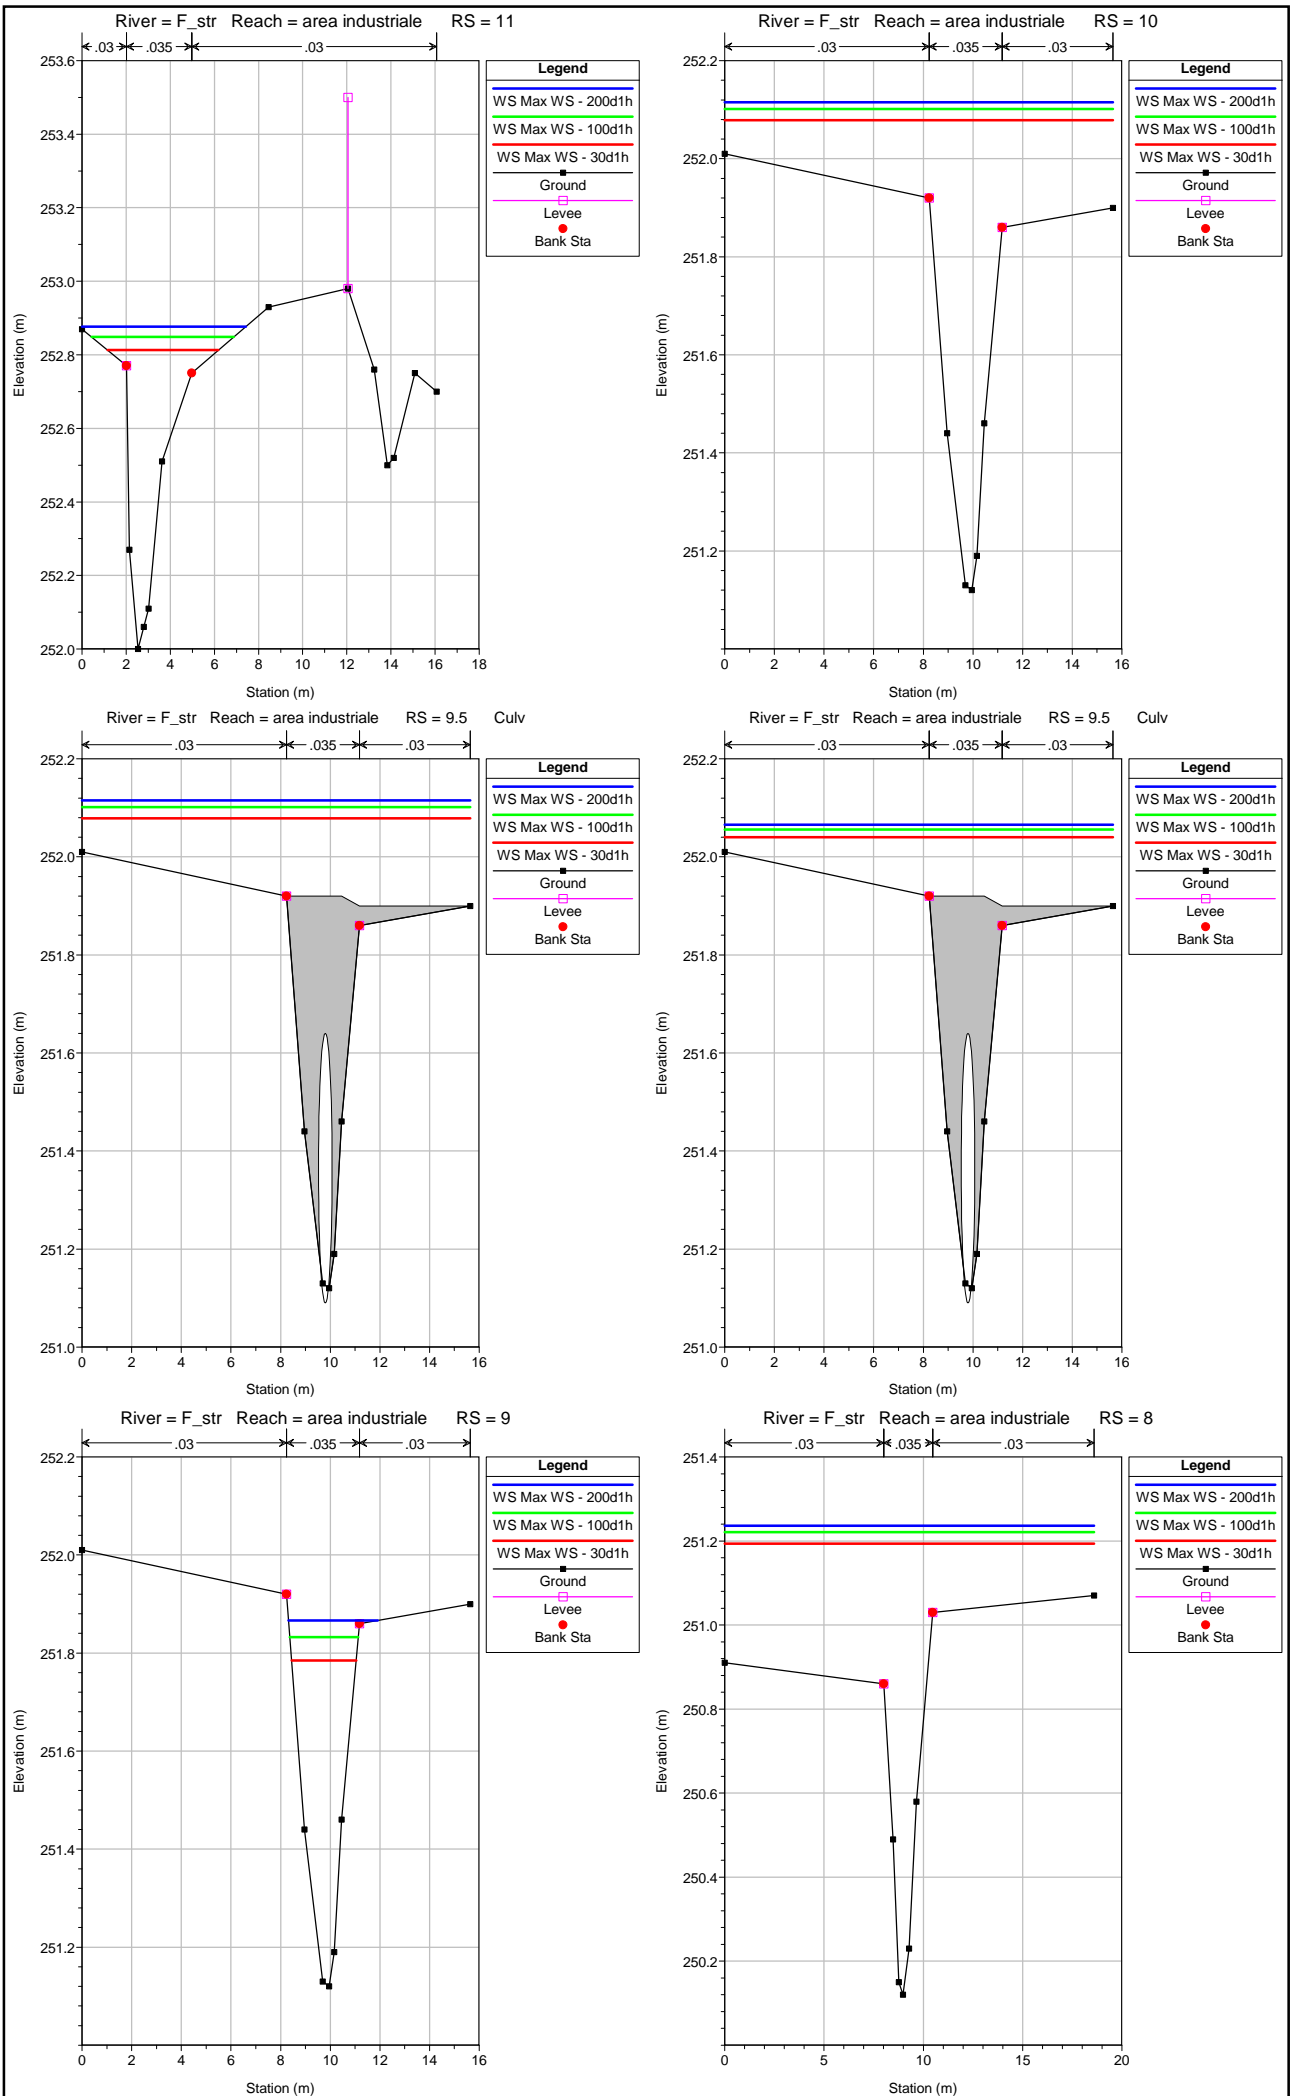 River = F_str Reach = area industriale RS = 11
.03 .035 .03
253.6
253.4
253.2
253.0
252.8
252.6
252.4
252.2
252.0
0 2 4 6 8 10 12 14 16 18
Station (m)
Elevation (m)
Legend
WS Max WS - 200d1h
WS Max WS - 100d1h
WS Max WS - 30d1h
Ground
Levee
Bank Sta
River = F_str Reach = area industriale RS = 10
.03 .035 .03
252.2
252.0
251.8
251.6
251.4
251.2
0 2 4 6 8 10 12 14 16
Station (m)
Elevation (m)
Legend
WS Max WS - 200d1h
WS Max WS - 100d1h
WS Max WS - 30d1h
Ground
Levee
Bank Sta
River = F_str Reach = area industriale RS = 9.5 Culv
.03 .035 .03
252.2
252.0
251.8
251.6
251.4
251.2
251.0
0 2 4 6 8 10 12 14 16
Station (m)
Elevation (m)
Legend
WS Max WS - 200d1h
WS Max WS - 100d1h
WS Max WS - 30d1h
Ground
Levee
Bank Sta
River = F_str Reach = area industriale RS = 9.5 Culv
.03 .035 .03
252.2
252.0
251.8
251.6
251.4
251.2
251.0
0 2 4 6 8 10 12 14 16
Station (m)
Elevation (m)
Legend
WS Max WS - 200d1h
WS Max WS - 100d1h
WS Max WS - 30d1h
Ground
Levee
Bank Sta
River = F_str Reach = area industriale RS = 9
.03 .035 .03
252.2
252.0
251.8
251.6
251.4
251.2
0 2 4 6 8 10 12 14 16
Station (m)
Elevation (m)
Legend
WS Max WS - 200d1h
WS Max WS - 100d1h
WS Max WS - 30d1h
Ground
Levee
Bank Sta
River = F_str Reach = area industriale RS = 8
.03 .035 .03
251.4
251.2
251.0
250.8
250.6
250.4
250.2
0 5 10 15 20
Station (m)
Elevation (m)
Legend
WS Max WS - 200d1h
WS Max WS - 100d1h
WS Max WS - 30d1h
Ground
Levee
Bank Sta